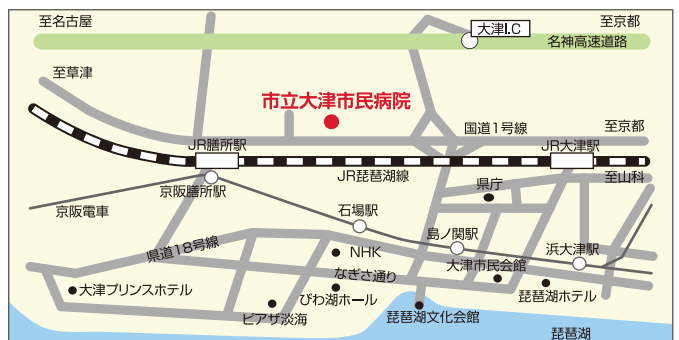 至名古屋
大津I.C
至京都
名神高速道路
至草津
市立大津市民病院
国道1号線
至京都
JR膳所駅
JR大津駅
JR琵琶湖線
至山科
京阪膳所駅
県庁
京阪電車
石場駅
島ノ関駅
県道18号線
NHK
浜大津駅
なぎさ通り
大津市民会館
大津プリンスホテル
びわ湖ホール
琵琶湖ホテル
ピアザ淡海
琵琶湖文化会館
琵琶湖